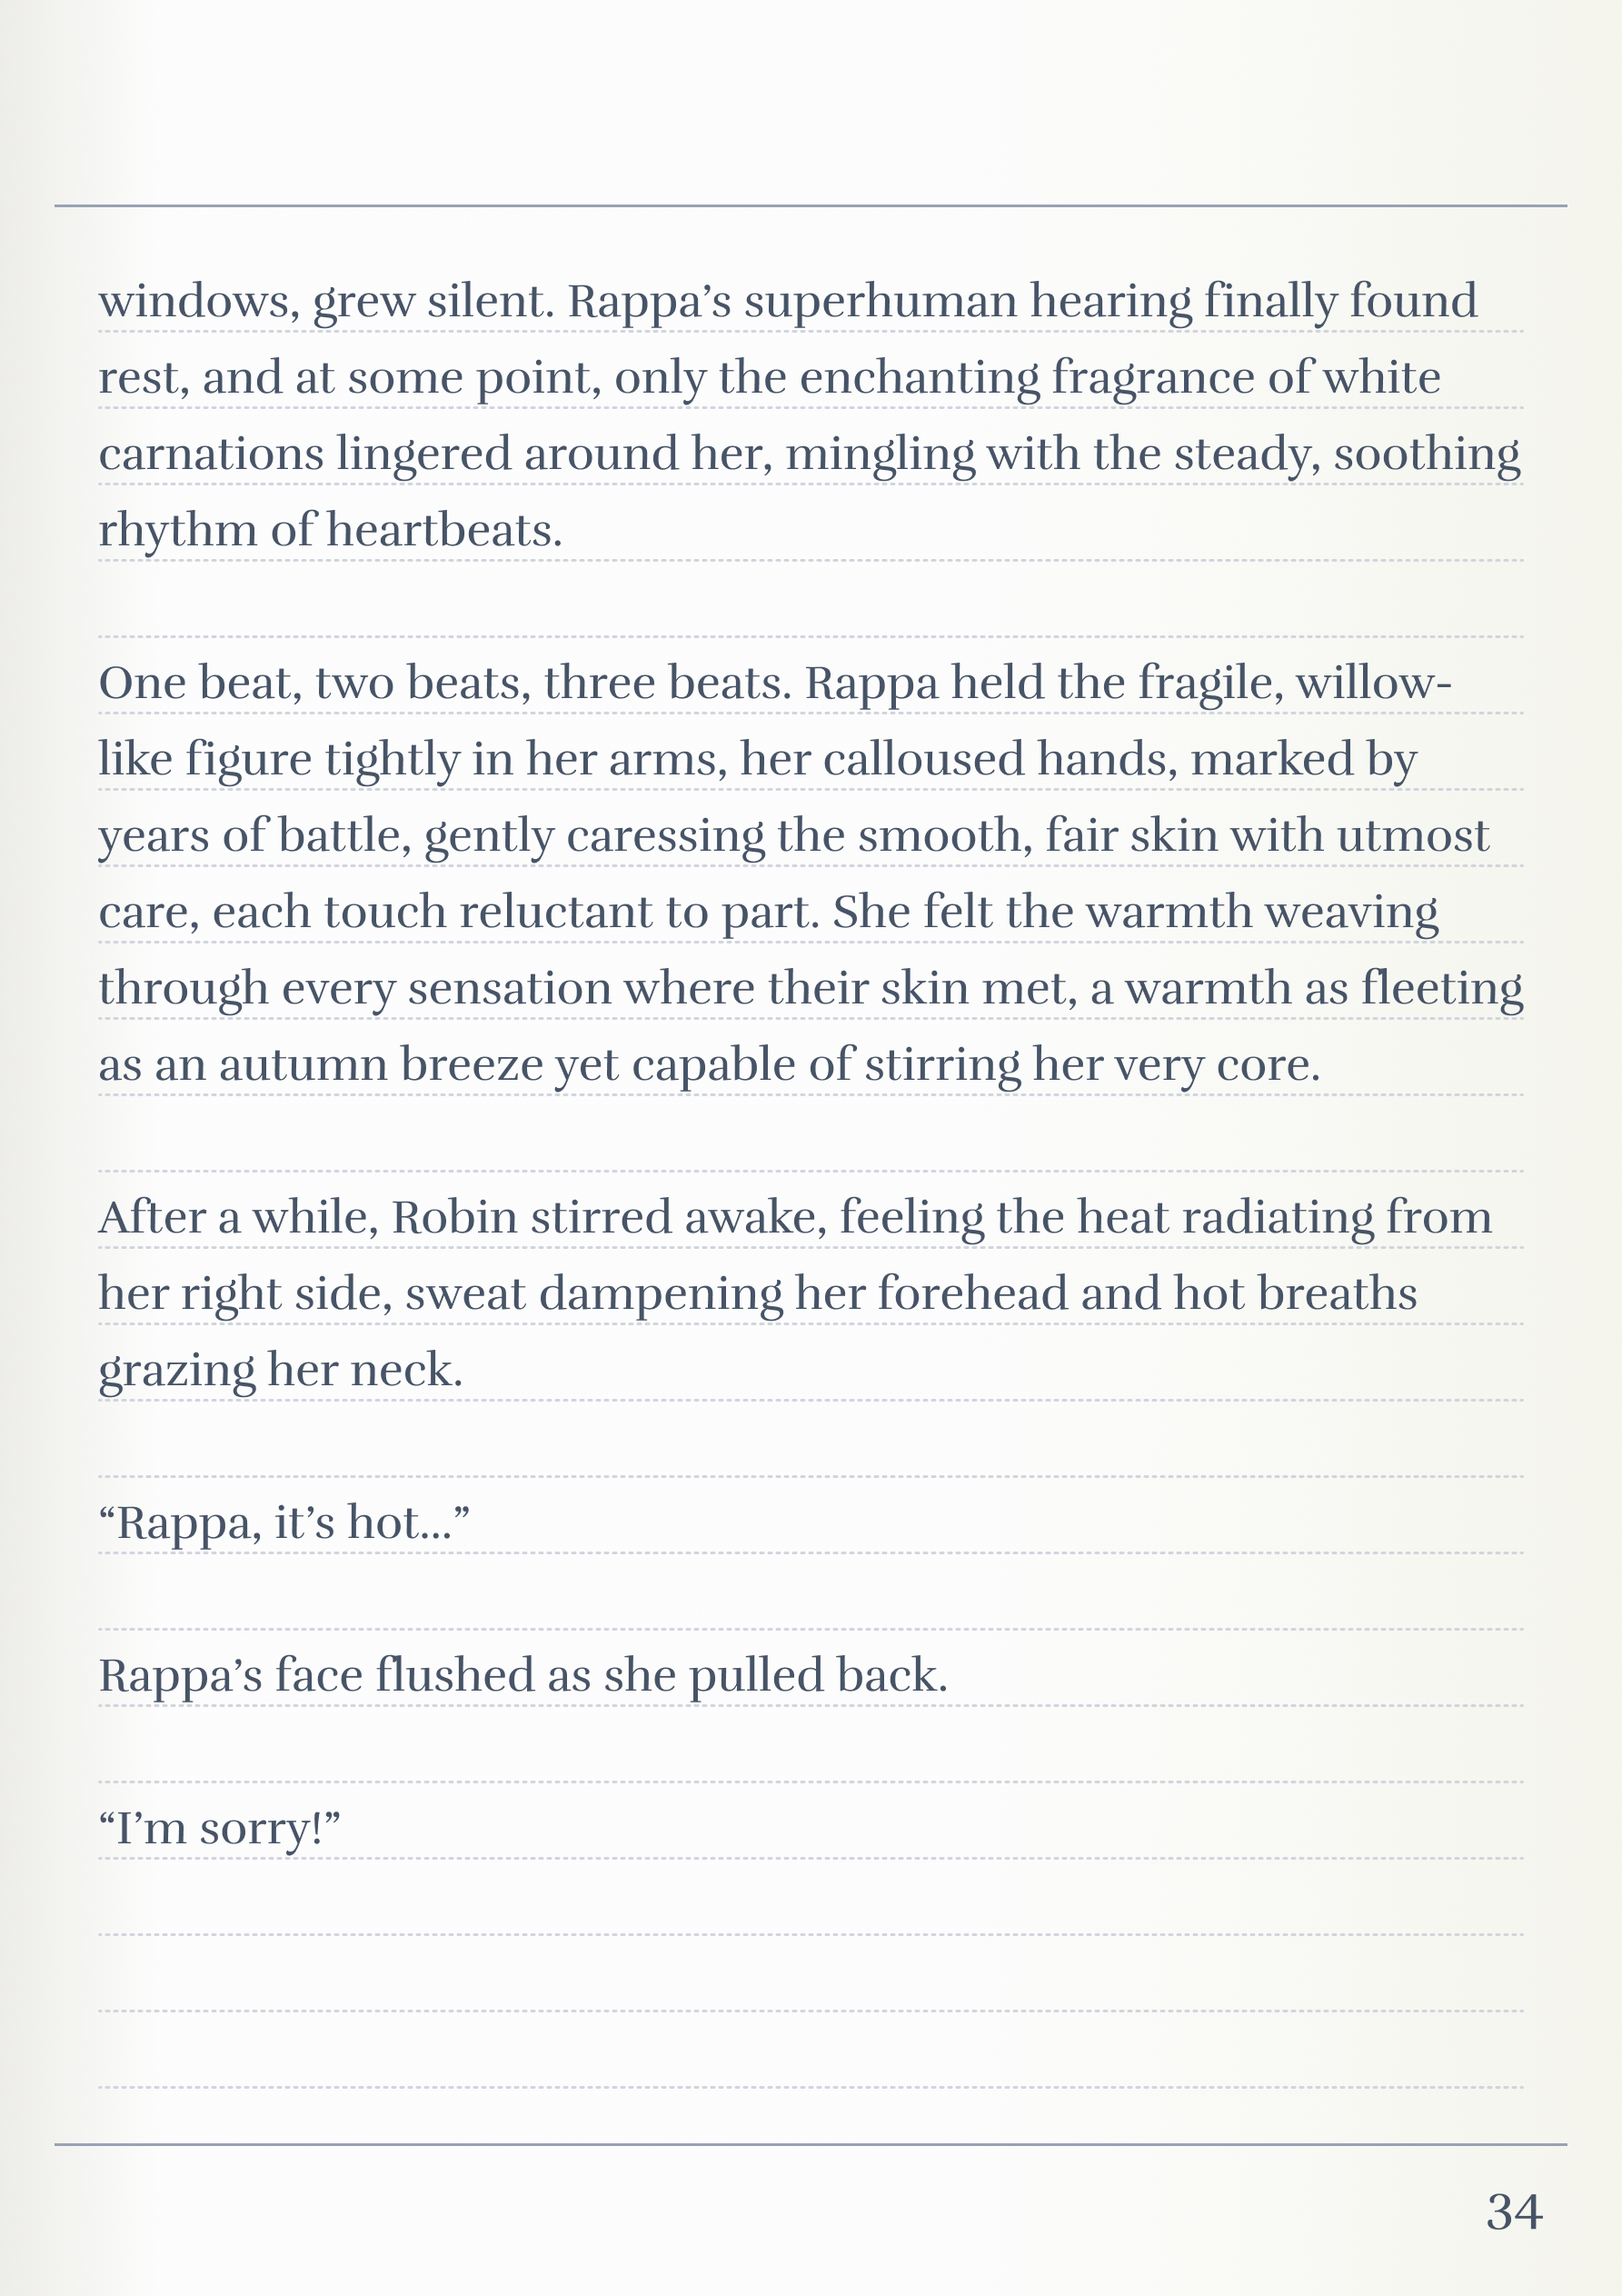 windows, grew silent. Rappa’s superhuman hearing finally found
rest, and at some point, only the enchanting fragrance of white
carnations lingered around her, mingling with the steady, soothing
rhythm of heartbeats.
One beat, two beats, three beats. Rappa held the fragile, willow-
like figure tightly in her arms, her calloused hands, marked by
years of battle, gently caressing the smooth, fair skin with utmost
care, each touch reluctant to part. She felt the warmth weaving
through every sensation where their skin met, a warmth as fleeting
as an autumn breeze yet capable of stirring her very core.
After a while, Robin stirred awake, feeling the heat radiating from
her right side, sweat dampening her forehead and hot breaths
grazing her neck.
“Rappa, it’s hot...”
Rappa’s face flushed as she pulled back.
“I’m sorry!”
34